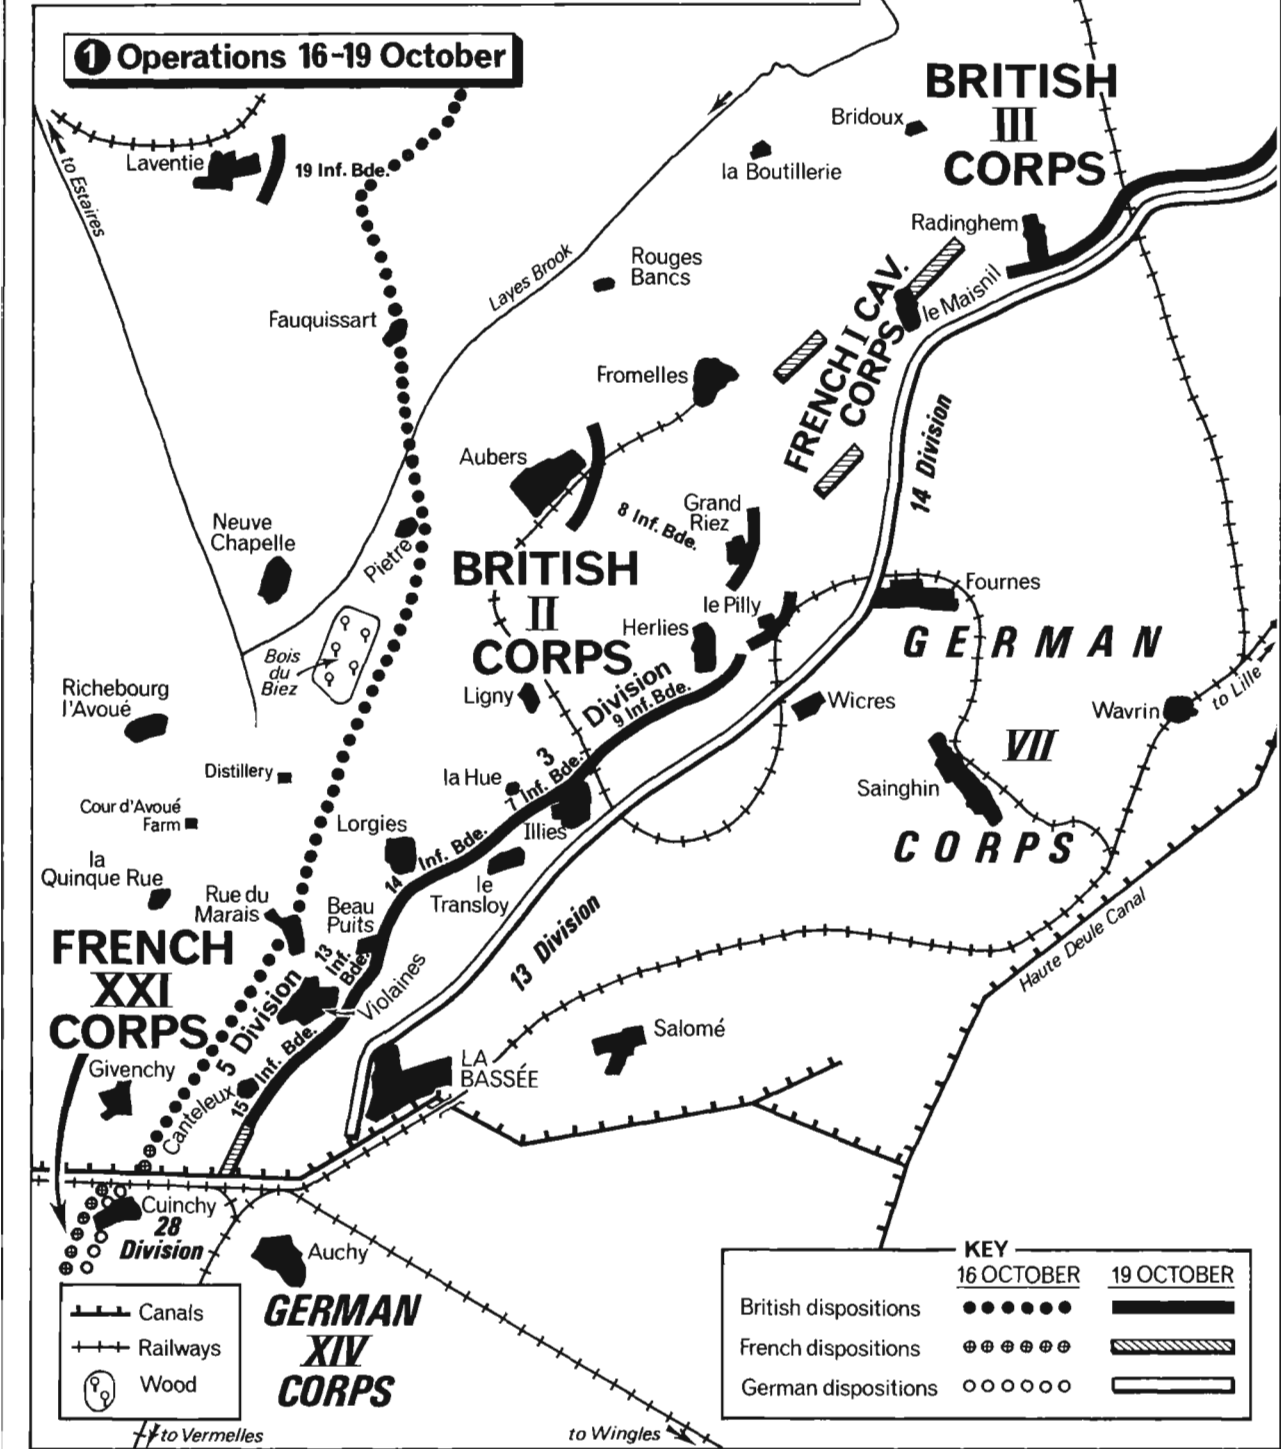 1 Operations 16-19 October
BRITISH
III
CORPS
Bridoux
la Boutillerie
Laventie
19 Inf. Bde.
to Estaires
Radinghem
Rouges
Bancs
Layes Brook
le Maisnil
FRENCH I CAV.
CORPS
Fauquissart
Fromelles
14 Division
Aubers
Grand
Riez
8 Inf. Bde.
Neuve
Chapelle
Pietre
BRITISH
II
CORPS
Fournes
le Pilly
Herlies
GERMAN
VII
CORPS
Bois
du
Biez
Richebourg
l'Avoué
Ligny
3 Division
9 Inf. Bde.
Wicres
Wavrin
to Lille
Distillery
la Hue
7 Inf. Bde.
Sainghin
Cour d'Avoué
Farm
Lorgies
Illies
14 Inf. Bde.
la
Quinque Rue
le
Transloy
Rue du
Marais
Beau
Puits
13
Inf.
Bde.
13 Division
Haute Deule Canal
FRENCH
XXI
CORPS
Violaines
5 Division
15 Inf. Bde.
Salomé
LA
BASSÉE
Givenchy
Canteleux
Cuinchy
28
Division
Auchy
GERMAN
XIV
CORPS
Canals
Railways
Wood
to Vermelles
to Wingles
KEY
16 OCTOBER 19 OCTOBER
British dispositions
French dispositions
German dispositions